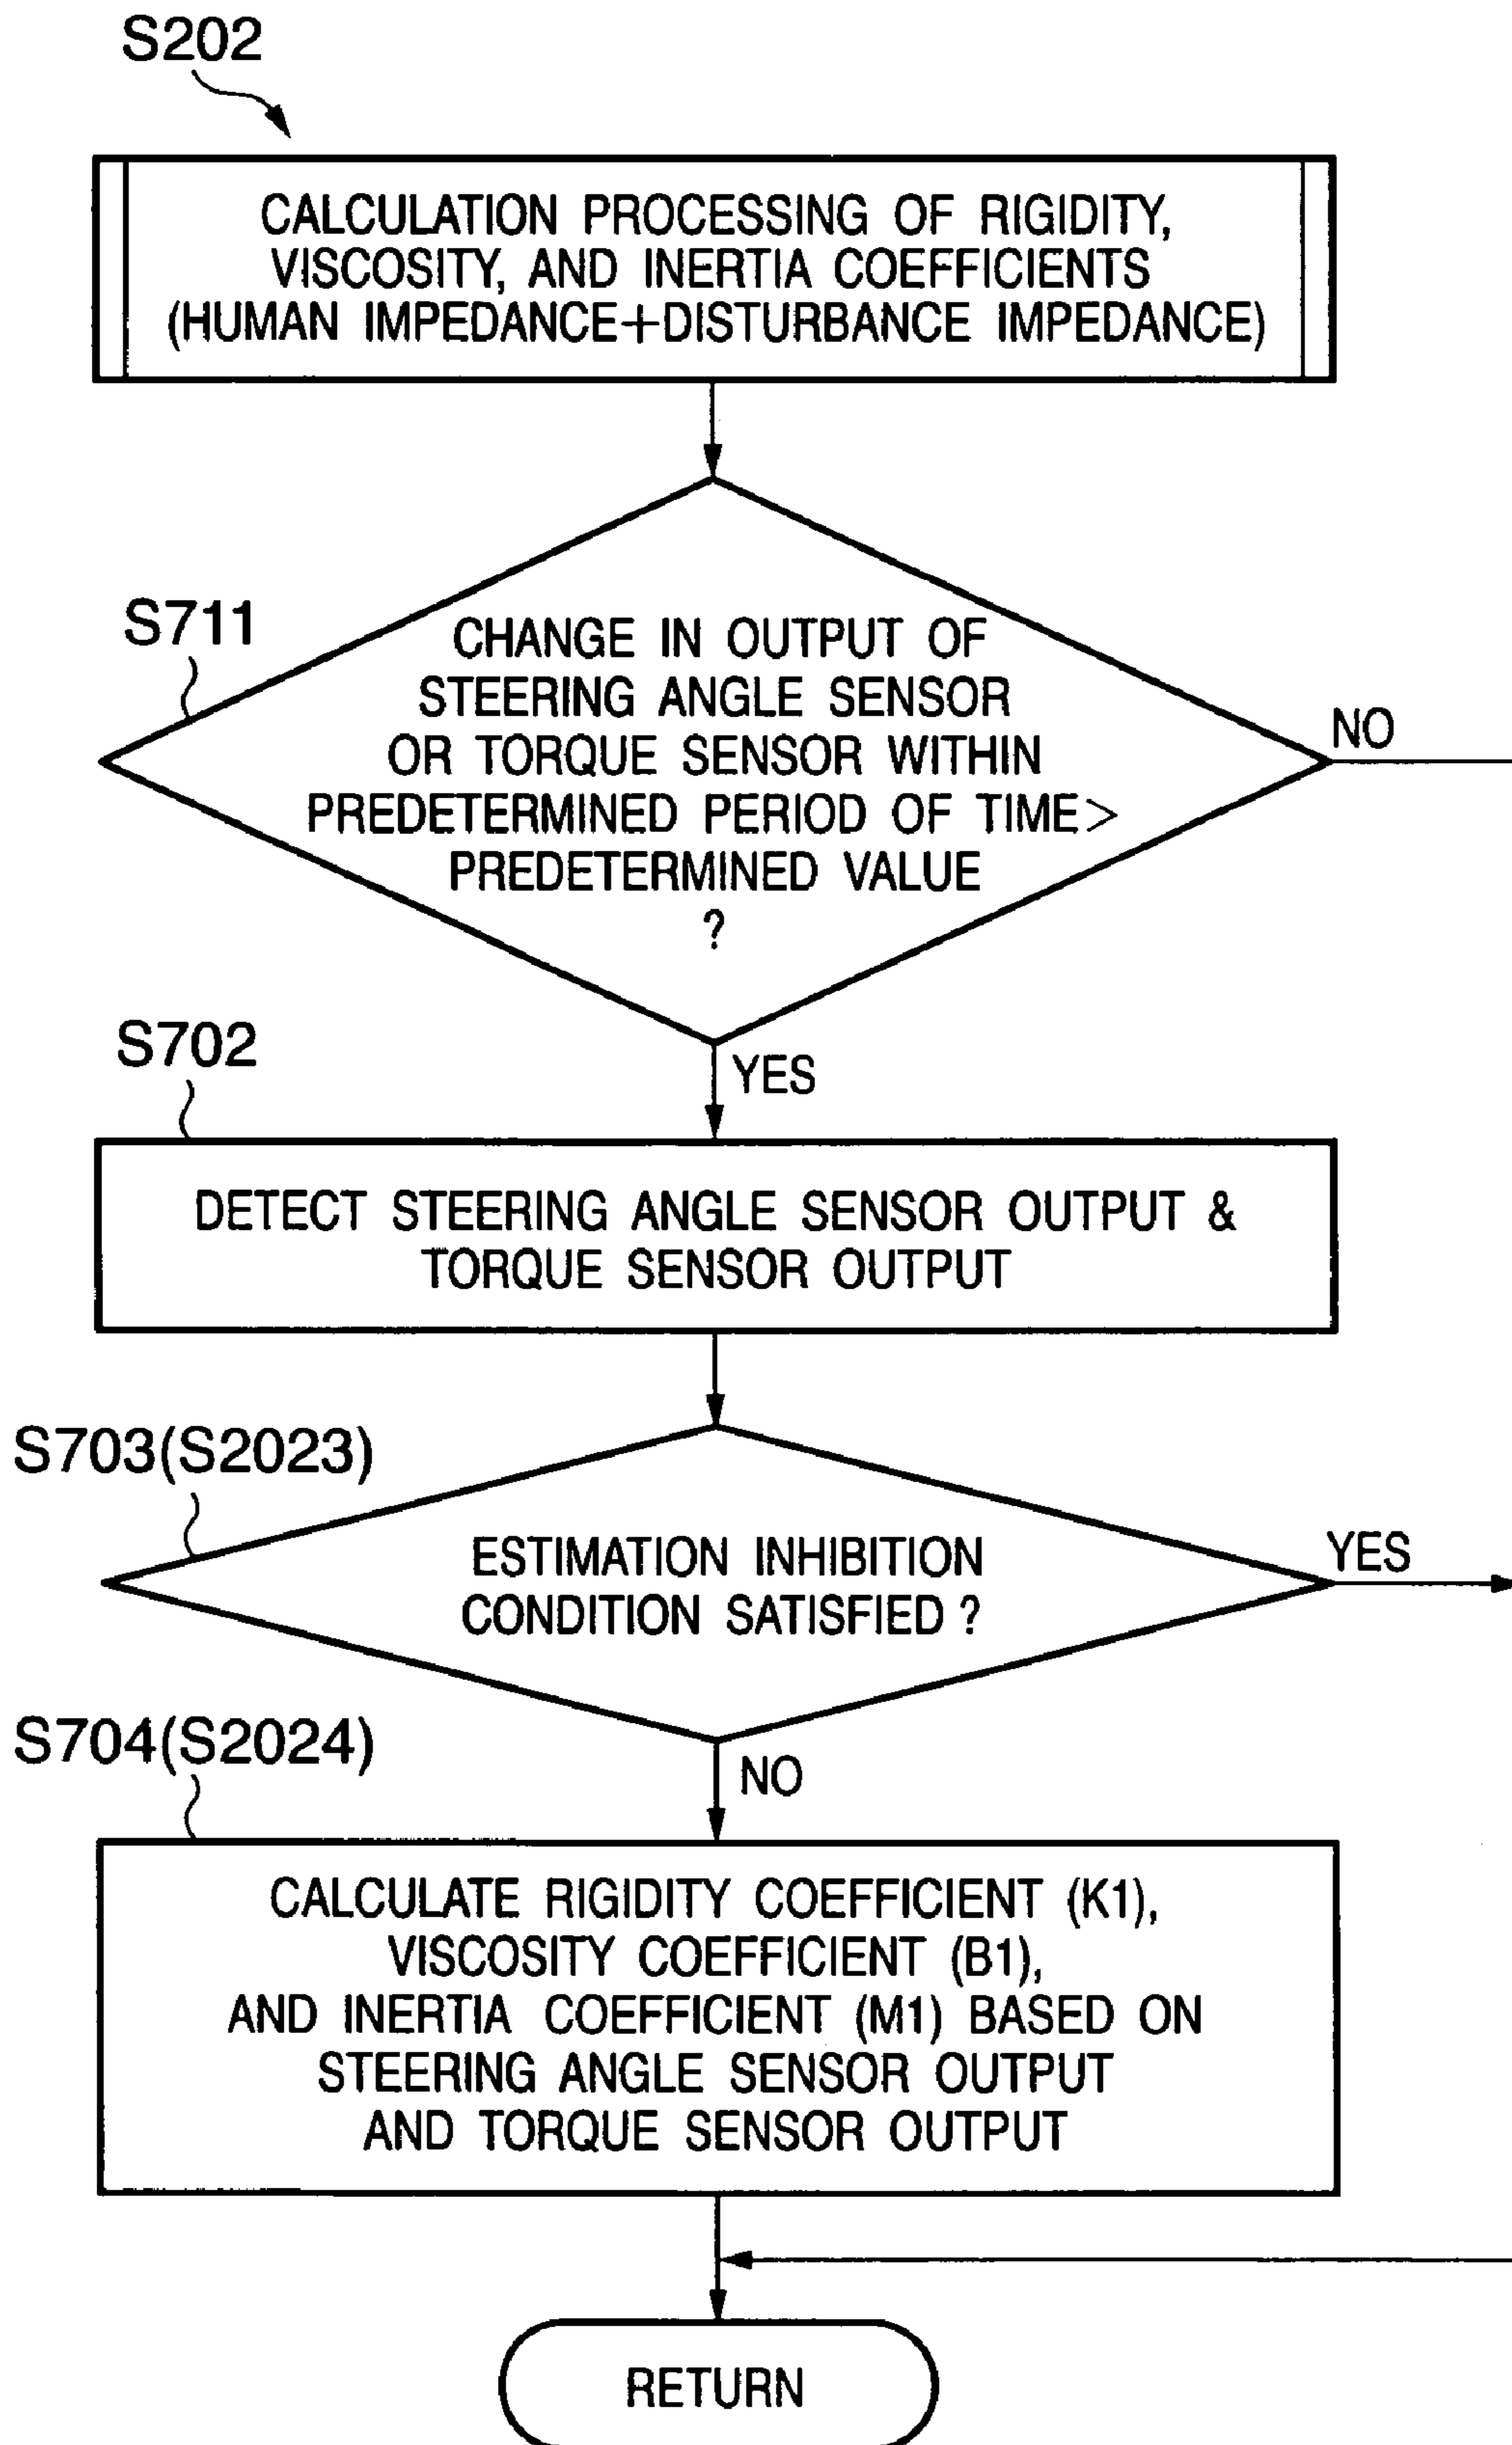 S202
CALCULATION PROCESSING OF RIGIDITY,
VISCOSITY, AND INERTIA COEFFICIENTS
(HUMAN IMPEDANCE+DISTURBANCE IMPEDANCE)
S711
CHANGE IN OUTPUT OF
STEERING ANGLE SENSOR
OR TORQUE SENSOR WITHIN
PREDETERMINED PERIOD OF TIME>
PREDETERMINED VALUE
?
NO
YES
S702
DETECT STEERING ANGLE SENSOR OUTPUT &
TORQUE SENSOR OUTPUT
S703(S2023)
ESTIMATION INHIBITION
CONDITION SATISFIED ?
YES
NO
S704(S2024)
CALCULATE RIGIDITY COEFFICIENT (K1),
VISCOSITY COEFFICIENT (B1),
AND INERTIA COEFFICIENT (M1) BASED ON
STEERING ANGLE SENSOR OUTPUT
AND TORQUE SENSOR OUTPUT
RETURN